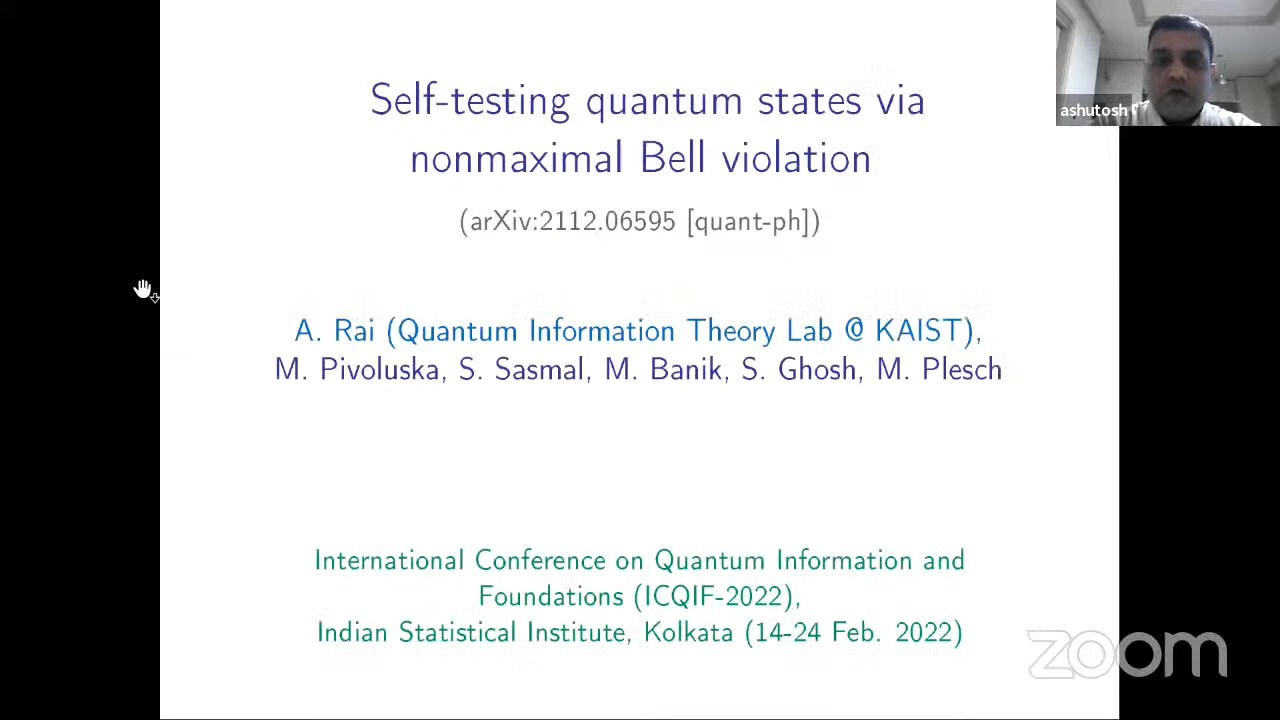 Self-testing quantum states via
nonmaximal Bell violation
(arXiv:2112.06595 [quant-ph])
A. Rai (Quantum Information Theory Lab @ KAIST),
M. Pivoluska, S. Sasmal, M. Banik, S. Ghosh, M. Plesch
International Conference on Quantum Information and
Foundations (ICQIF-2022),
Indian Statistical Institute, Kolkata (14-24 Feb. 2022)
ashutosh
zoom